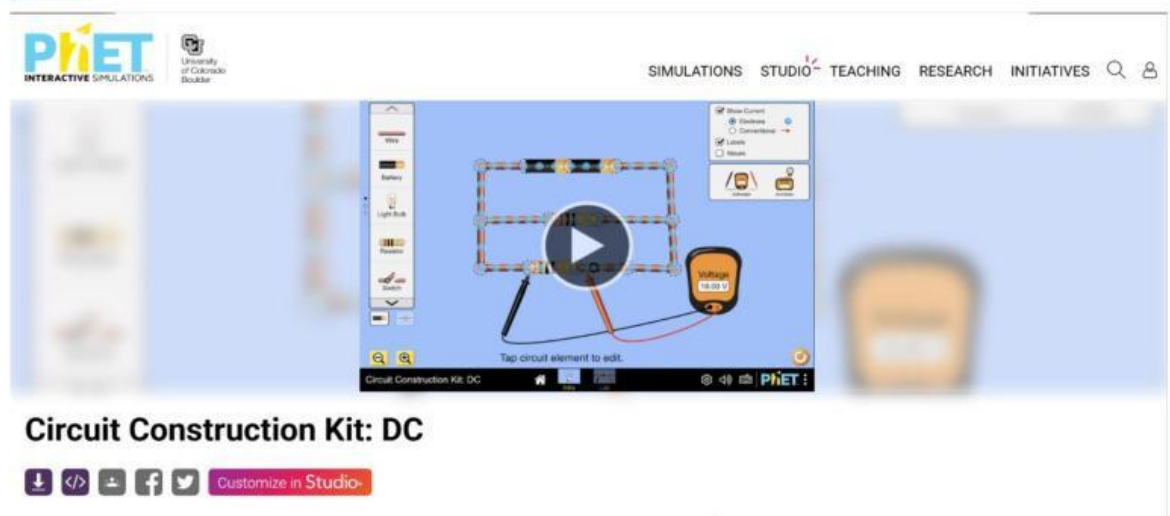 PhET
INTERACTIVE SIMULATIONS
University
of Colorado
Boulder
SIMULATIONS STUDIO TEACHING RESEARCH INITIATIVES
Wire
Battery
Light Bulb
Resistor
Switch
Show Current
Electrons
Conventional
Labels
Values
Voltage
18.00 V
Tap circuit element to edit.
Circuit Construction Kit: DC
PhET
Circuit Construction Kit: DC
</> Customize in Studio